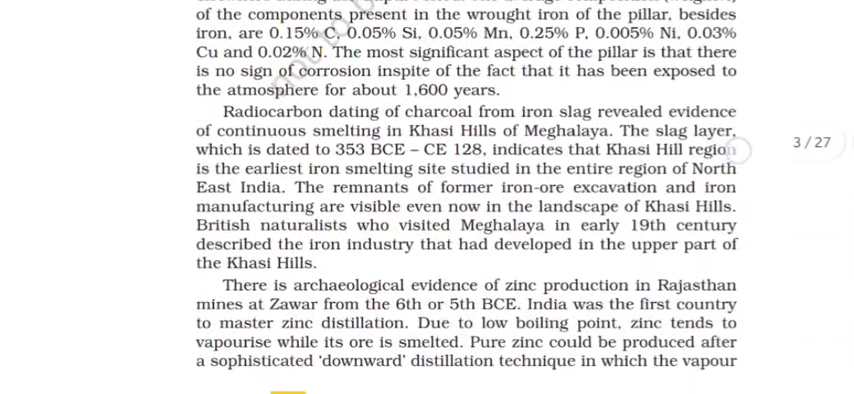 of the components present in the wrought iron of the pillar, besides
iron, are 0.15% C, 0.05% Si, 0.05% Mn, 0.25% P, 0.005% Ni, 0.03%
Cu and 0.02% N. The most significant aspect of the pillar is that there
is no sign of corrosion inspite of the fact that it has been exposed to
the atmosphere for about 1,600 years.
Radiocarbon dating of charcoal from iron slag revealed evidence
of continuous smelting in Khasi Hills of Meghalaya. The slag layer,
which is dated to 353 BCE – CE 128, indicates that Khasi Hill region
is the earliest iron smelting site studied in the entire region of North
East India. The remnants of former iron-ore excavation and iron
manufacturing are visible even now in the landscape of Khasi Hills.
British naturalists who visited Meghalaya in early 19th century
described the iron industry that had developed in the upper part of
the Khasi Hills.
There is archaeological evidence of zinc production in Rajasthan
mines at Zawar from the 6th or 5th BCE. India was the first country
to master zinc distillation. Due to low boiling point, zinc tends to
vapourise while its ore is smelted. Pure zinc could be produced after
a sophisticated ‘downward’ distillation technique in which the vapour
3 / 27